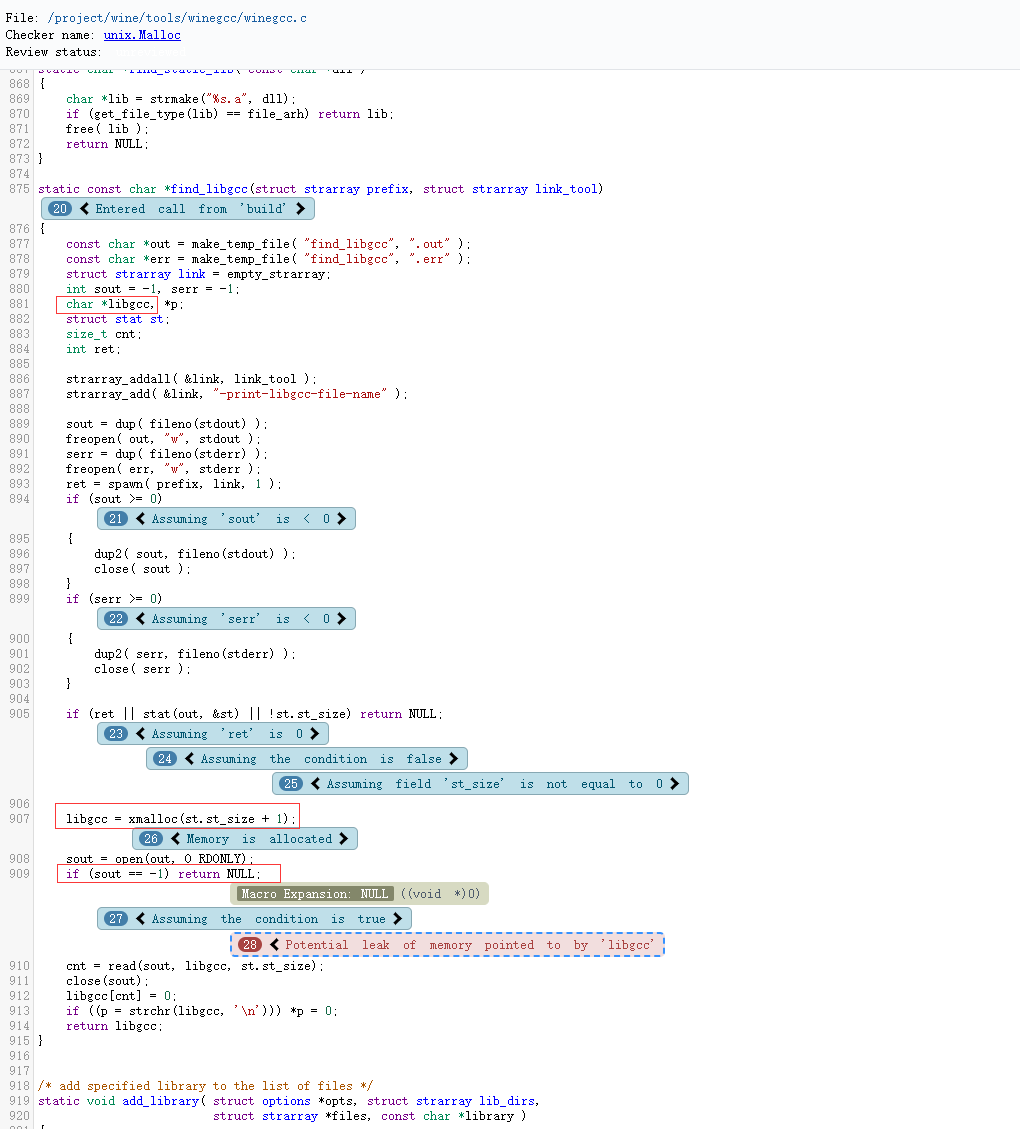 File: /project/wine/tools/winegcc/winegcc.c
Checker name: unix.Malloc
Review status:
867 static char *find_static_lib( const char *dll )
868 {
869     char *lib = strmake("%s.a", dll);
870     if (get_file_type(lib) == file_arh) return lib;
871     free( lib );
872     return NULL;
873 }
874
875 static const char *find_libgcc(struct strarray prefix, struct strarray link_tool)
20 Entered call from 'build'
876 {
877     const char *out = make_temp_file( "find_libgcc", ".out" );
878     const char *err = make_temp_file( "find_libgcc", ".err" );
879     struct strarray link = empty_strarray;
880     int sout = -1, serr = -1;
881     char *libgcc, *p;
882     struct stat st;
883     size_t cnt;
884     int ret;
885
886     strarray_addall( &link, link_tool );
887     strarray_add( &link, "-print-libgcc-file-name" );
888
889     sout = dup( fileno(stdout) );
890     freopen( out, "w", stdout );
891     serr = dup( fileno(stderr) );
892     freopen( err, "w", stderr );
893     ret = spawn( prefix, link, 1 );
894     if (sout >= 0)
21 Assuming 'sout' is < 0
895     {
896         dup2( sout, fileno(stdout) );
897         close( sout );
898     }
899     if (serr >= 0)
22 Assuming 'serr' is < 0
900     {
901         dup2( serr, fileno(stderr) );
902         close( serr );
903     }
904
905     if (ret || stat(out, &st) || !st.st_size) return NULL;
23 Assuming 'ret' is 0
24 Assuming the condition is false
25 Assuming field 'st_size' is not equal to 0
906
907     libgcc = xmalloc(st.st_size + 1);
26 Memory is allocated
908     sout = open(out, O_RDONLY);
909     if (sout == -1) return NULL;
Macro Expansion: NULL ((void *)0)
27 Assuming the condition is true
28 Potential leak of memory pointed to by 'libgcc'
910     cnt = read(sout, libgcc, st.st_size);
911     close(sout);
912     libgcc[cnt] = 0;
913     if ((p = strchr(libgcc, '\n'))) *p = 0;
914     return libgcc;
915 }
916
917
918 /* add specified library to the list of files */
919 static void add_library( struct options *opts, struct strarray lib_dirs,
920                          struct strarray *files, const char *library )
921 {